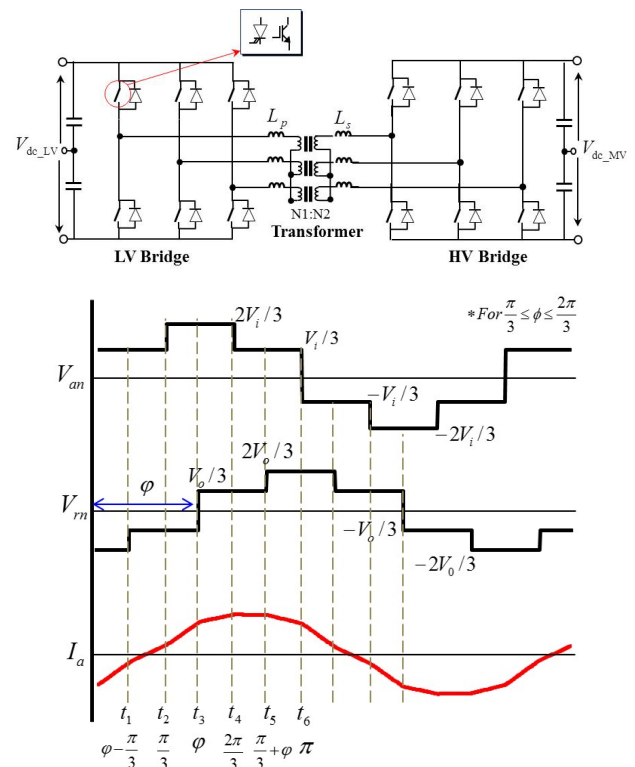 L_p
L_s
V_dc_LV
V_dc_MV
N1:N2
Transformer
LV Bridge
HV Bridge
2V_i/3
V_i/3
* For π/3 ≤ ϕ ≤ 2π/3
V_an
−V_i/3
−2V_i/3
φ
V_o/3
2V_o/3
V_rn
−V_o/3
−2V_0/3
I_a
t_1 t_2 t_3 t_4 t_5 t_6
φ−π/3 π/3 φ 2π/3 π/3+φ π